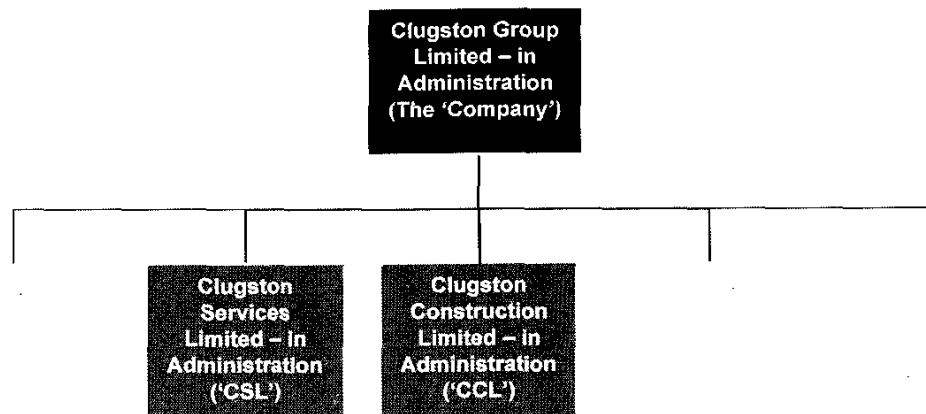 Clugston Group
Limited – in
Administration
(The ‘Company’)
Clugston
Services
Limited – in
Administration
(‘CSL’)
Clugston
Construction
Limited – in
Administration
(‘CCL’)